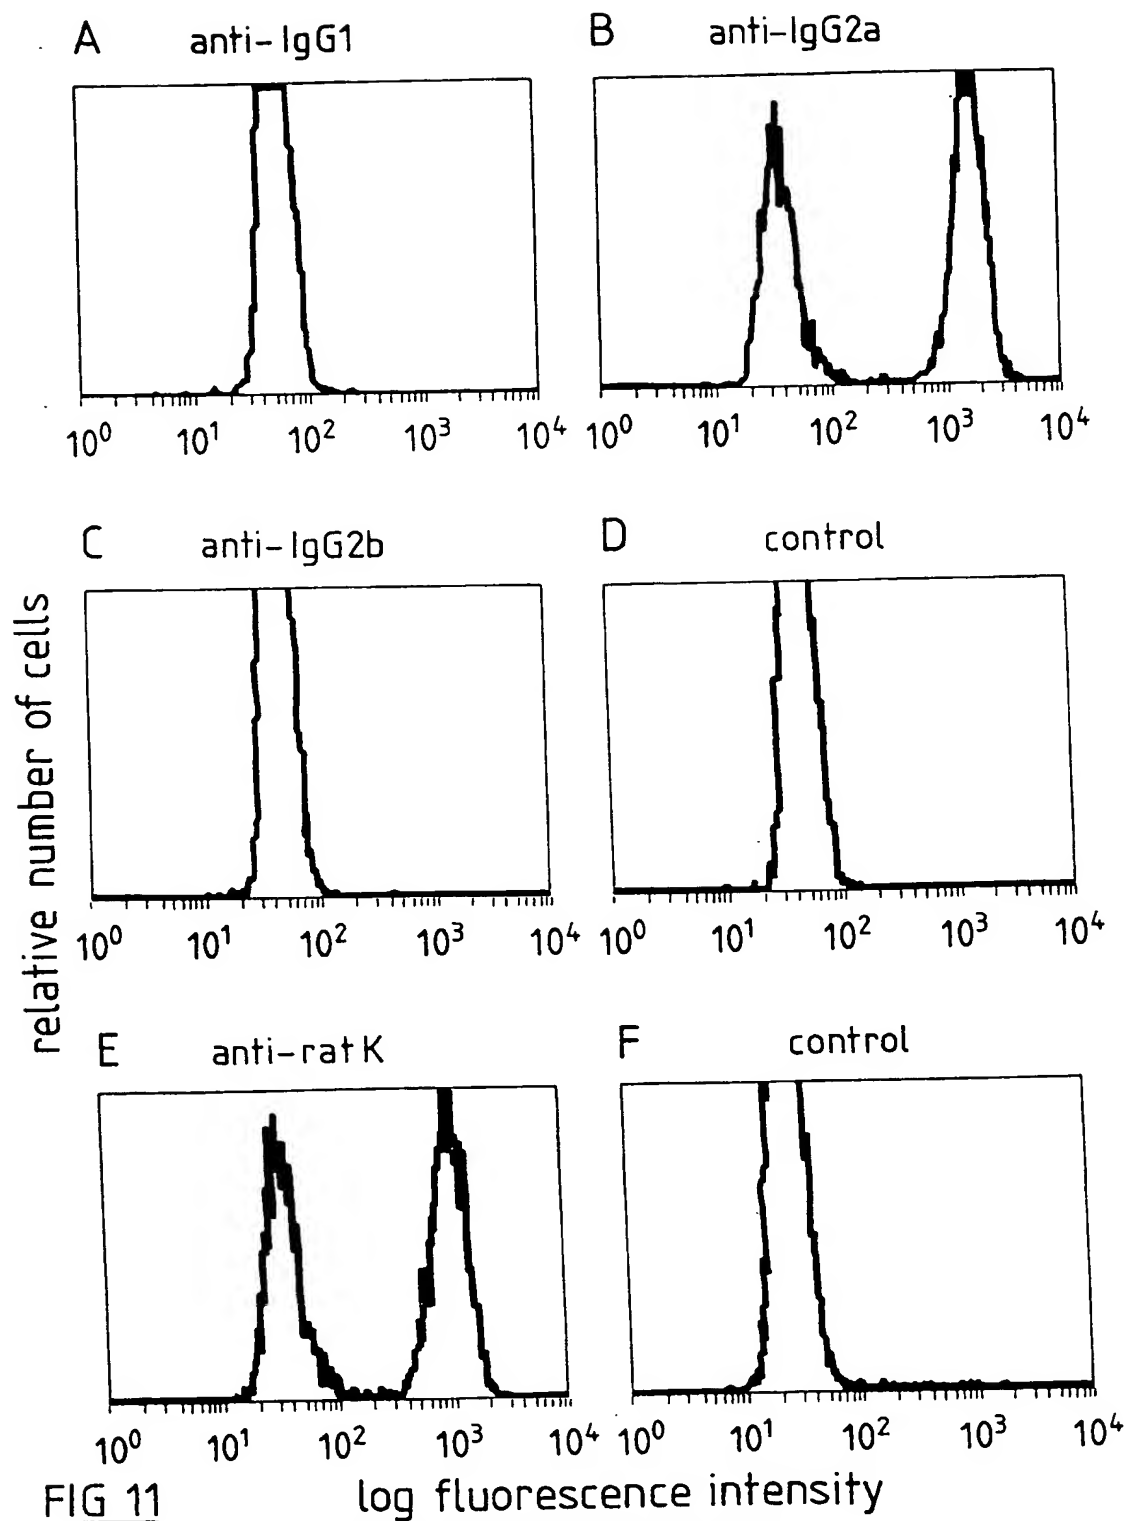 A anti-IgG1
B anti-IgG2a
10⁰ 10¹ 10² 10³ 10⁴
10⁰ 10¹ 10² 10³ 10⁴
C anti-IgG2b
D control
10⁰ 10¹ 10² 10³ 10⁴
10⁰ 10¹ 10² 10³ 10⁴
relative number of cells
E anti-rat K
F control
10⁰ 10¹ 10² 10³ 10⁴
10⁰ 10¹ 10² 10³ 10⁴
FIG 11
log fluorescence intensity